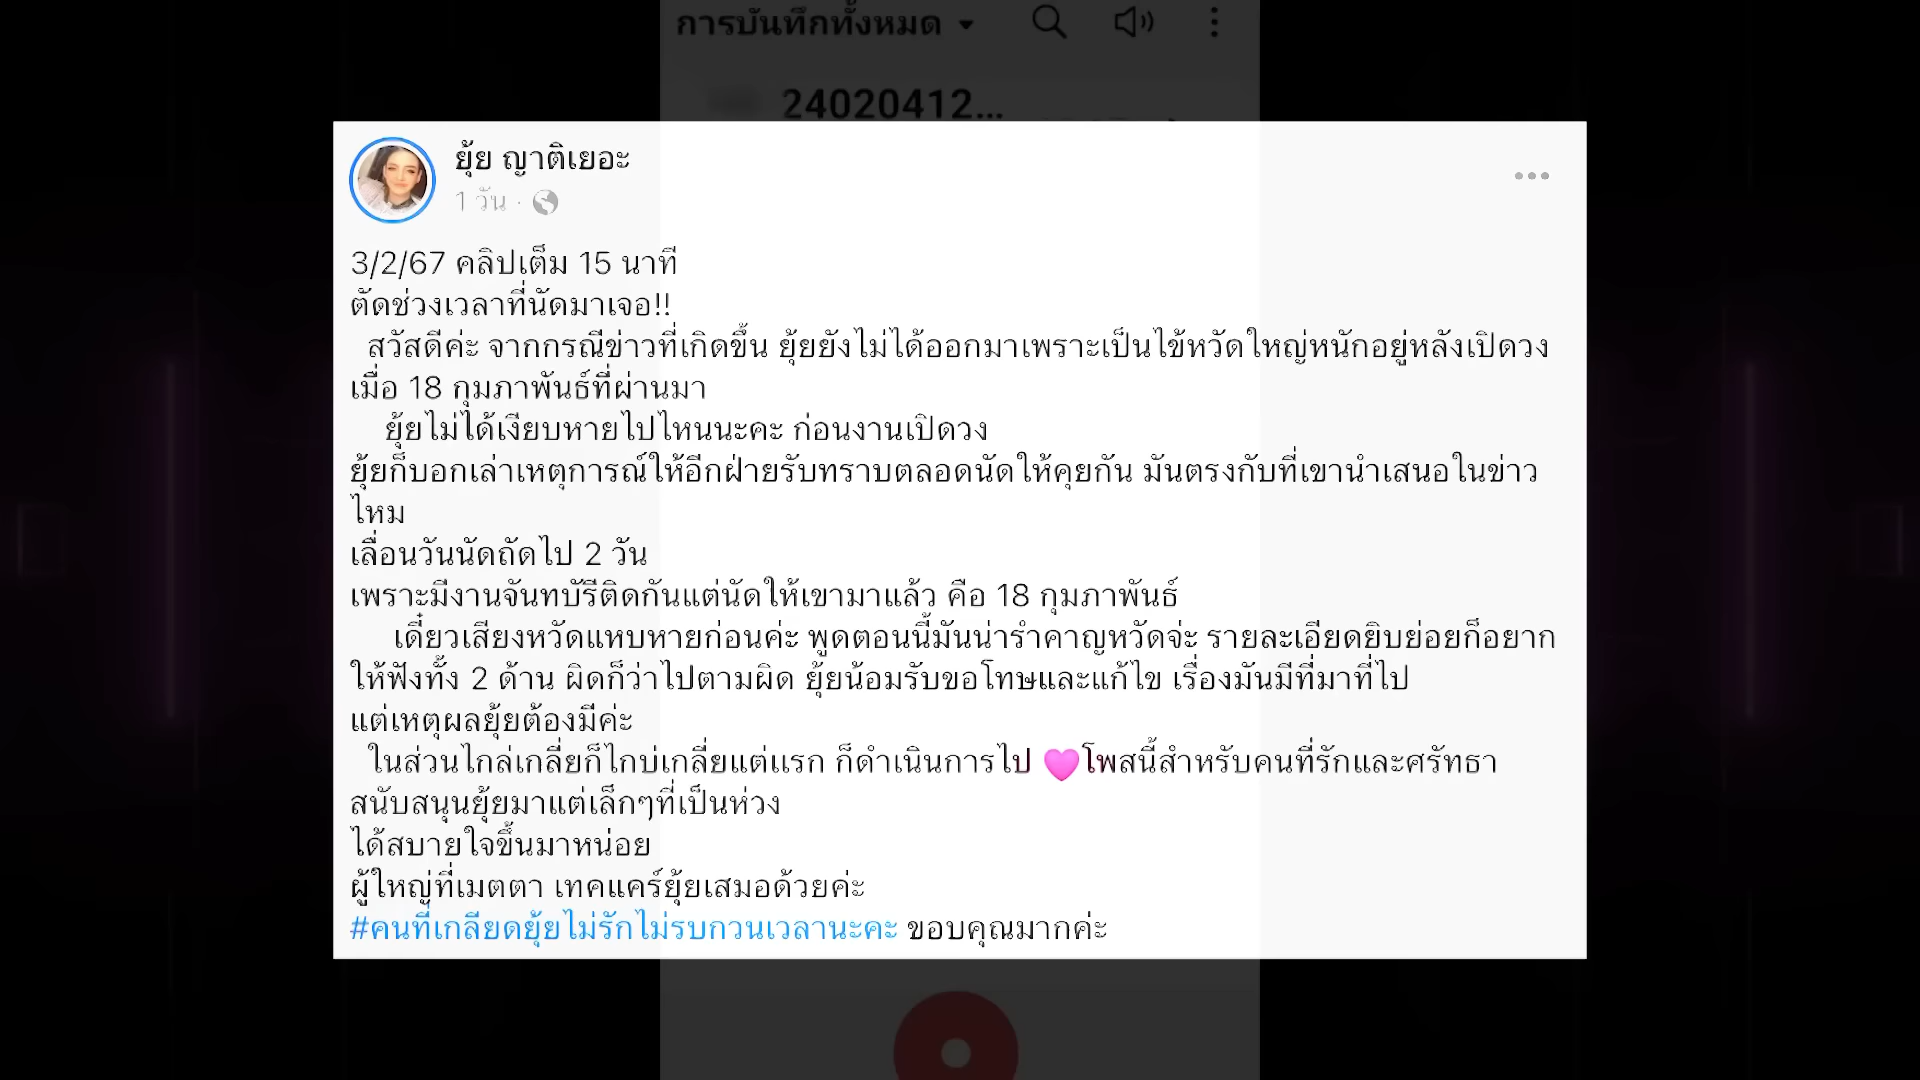 การบันทึกทั้งหมด
24020412...
ยุ้ย ญาติเยอะ
1 วัน ·
3/2/67 คลิปเต็ม 15 นาที
ตัดช่วงเวลาที่นัดมาเจอ!!
สวัสดีค่ะ จากกรณีข่าวที่เกิดขึ้น ยุ้ยยังไม่ได้ออกมาเพราะเป็นไข้หวัดใหญ่หนักอยู่หลังเปิดวง
เมื่อ 18 กุมภาพันธ์ที่ผ่านมา
ยุ้ยไม่ได้เงียบหายไปไหนนะคะ ก่อนงานเปิดวง
ยุ้ยก็บอกเล่าเหตุการณ์ให้อีกฝ่ายรับทราบตลอดนัดให้คุยกัน มันตรงกับที่เขานำเสนอในข่าว
ไหม
เลื่อนวันนัดถัดไป 2 วัน
เพราะมีงานจันทบัรีติดกันแต่นัดให้เขามาแล้ว คือ 18 กุมภาพันธ์
เดี๋ยวเสียงหวัดแหบหายก่อนค่ะ พูดตอนนี้มันน่ารำคาญหวัดจ่ะ รายละเอียดยิบย่อยก็อยาก
ให้ฟังทั้ง 2 ด้าน ผิดก็ว่าไปตามผิด ยุ้ยน้อมรับขอโทษและแก้ไข เรื่องมันมีที่มาที่ไป
แต่เหตุผลยุ้ยต้องมีค่ะ
ในส่วนไกล่เกลี่ยก็ไกบ่เกลี่ยแต่แรก ก็ดำเนินการไป 🩷โพสนี้สำหรับคนที่รักและศรัทธา
สนับสนุนยุ้ยมาแต่เล็กๆที่เป็นห่วง
ได้สบายใจขึ้นมาหน่อย
ผู้ใหญ่ที่เมตตา เทคแคร์ยุ้ยเสมอด้วยค่ะ
#คนที่เกลียดยุ้ยไม่รักไม่รบกวนเวลานะคะ ขอบคุณมากค่ะ